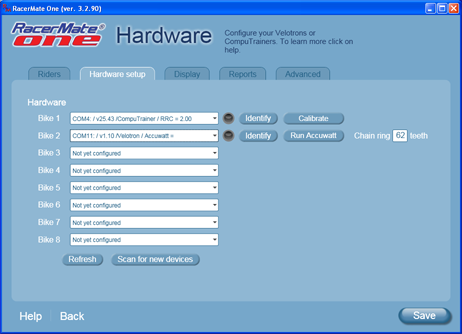 RacerMate One (ver. 3.2.90)
RacerMate®
one
Hardware
Configure your Velotrons or
CompuTrainers. To learn more click on
help.
Riders
Hardware setup
Display
Reports
Advanced
Hardware
Bike 1 COM4: / v25.43 /CompuTrainer / RRC = 2.00 Identify Calibrate
Bike 2 COM11: / v1.10 /Velotron / Accuwatt = Identify Run Accuwatt Chain ring 62 teeth
Bike 3 Not yet configured
Bike 4 Not yet configured
Bike 5 Not yet configured
Bike 6 Not yet configured
Bike 7 Not yet configured
Bike 8 Not yet configured
Refresh Scan for new devices
Help Back Save